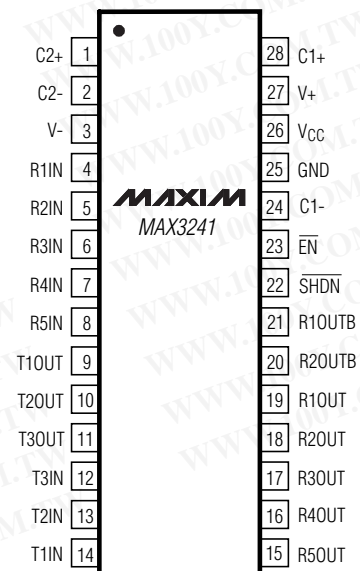 C2+ 1 28 C1+
C2- 2 27 V+
V- 3 26 VCC
R1IN 4 25 GND
R2IN 5 MAXIM 24 C1-
MAX3241
R3IN 6 23 E̅N̅
R4IN 7 22 S̅H̅D̅N̅
R5IN 8 21 R1OUTB
T1OUT 9 20 R2OUTB
T2OUT 10 19 R1OUT
T3OUT 11 18 R2OUT
T3IN 12 17 R3OUT
T2IN 13 16 R4OUT
T1IN 14 15 R5OUT